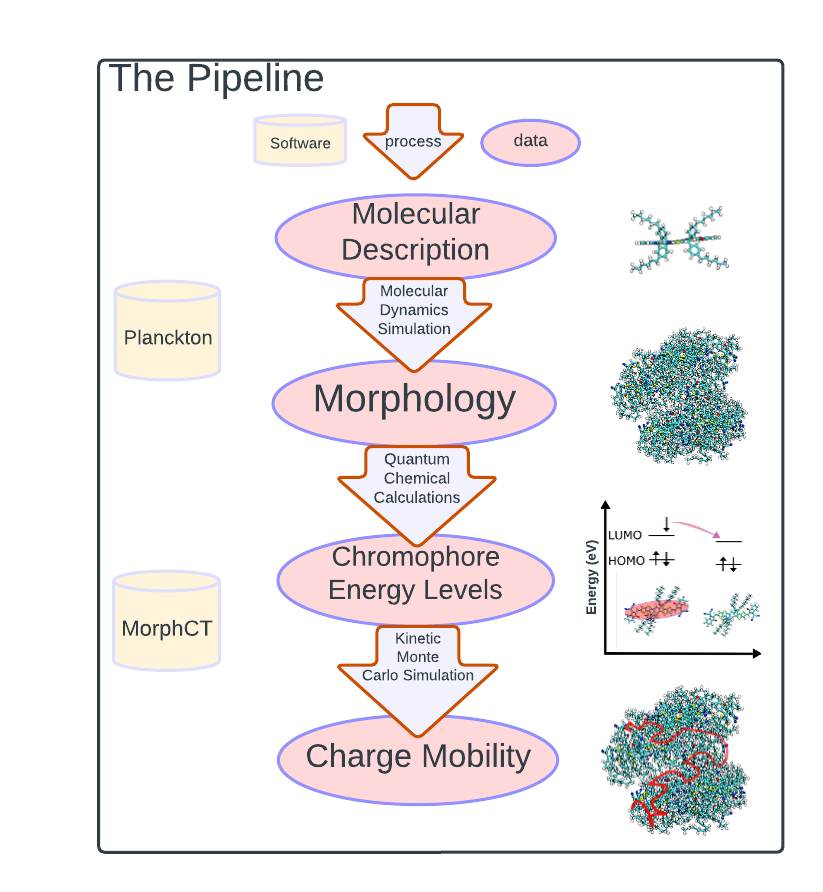 The Pipeline
Software
process
data
Molecular
Description
Molecular
Dynamics
Simulation
Planckton
Morphology
Quantum
Chemical
Calculations
LUMO
HOMO
Energy (eV)
Chromophore
Energy Levels
MorphCT
Kinetic
Monte
Carlo Simulation
Charge Mobility